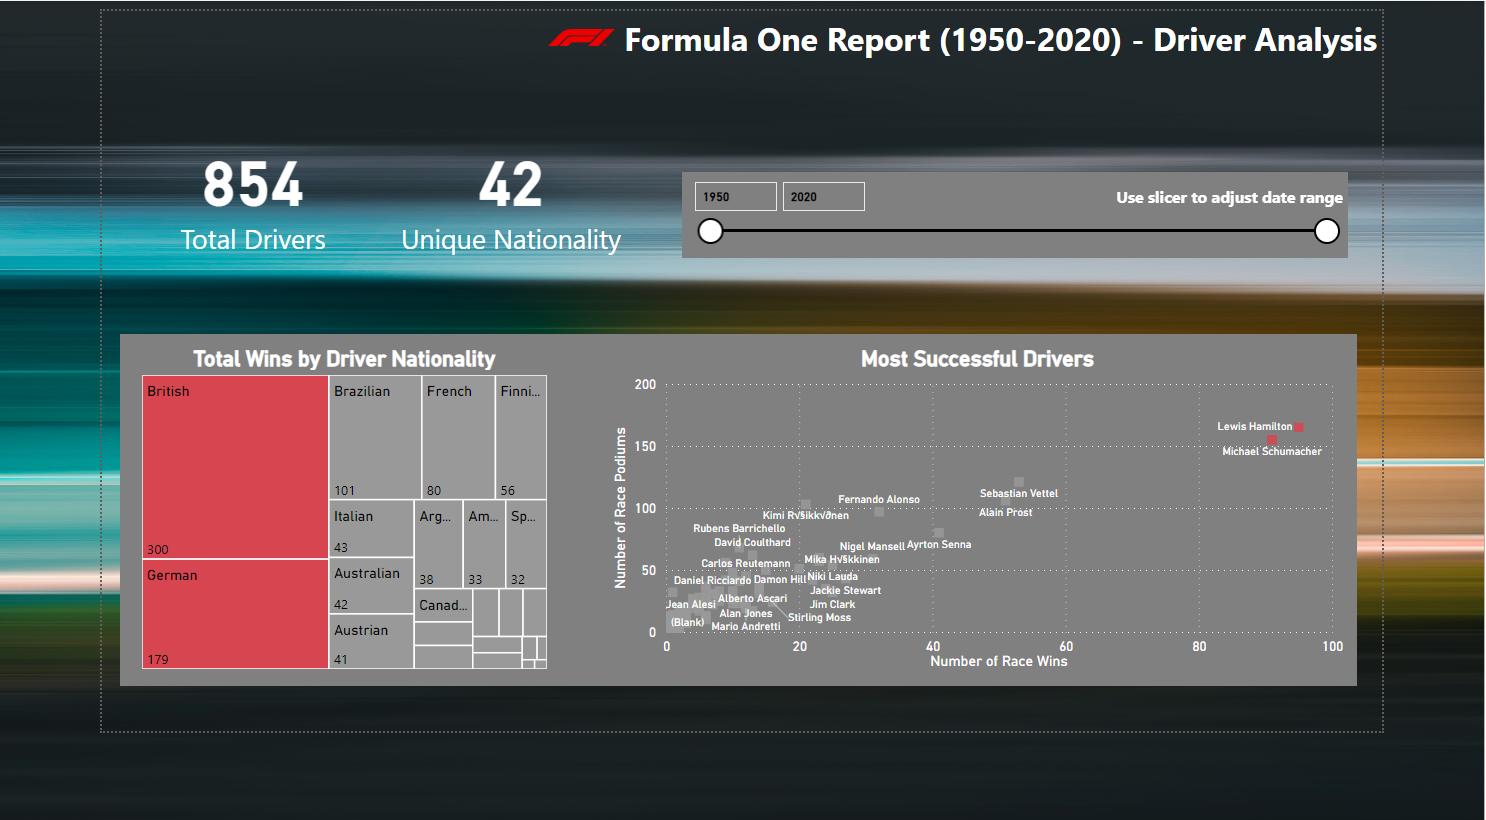 Formula One Report (1950-2020) - Driver Analysis
854
Total Drivers
42
Unique Nationality
1950
2020
Use slicer to adjust date range
Total Wins by Driver Nationality
British
300
German
179
Brazilian
101
French
80
Finni...
56
Italian
43
Arg...
38
Am...
33
Sp...
32
Australian
42
Austrian
41
Canad...
Most Successful Drivers
Number of Race Podiums
200
150
100
50
0
Lewis Hamilton
Michael Schumacher
Sebastian Vettel
Alain Prost
Fernando Alonso
Kimi R√§ikk√∂nen
Rubens Barrichello
David Coulthard
Nigel Mansell
Ayrton Senna
Carlos Reutemann
Mika H√§kkinen
Daniel Ricciardo
Damon Hill
Niki Lauda
Jackie Stewart
Jean Alesi
Alberto Ascari
Jim Clark
Alan Jones
Stirling Moss
(Blank)
Mario Andretti
0
20
40
60
80
100
Number of Race Wins